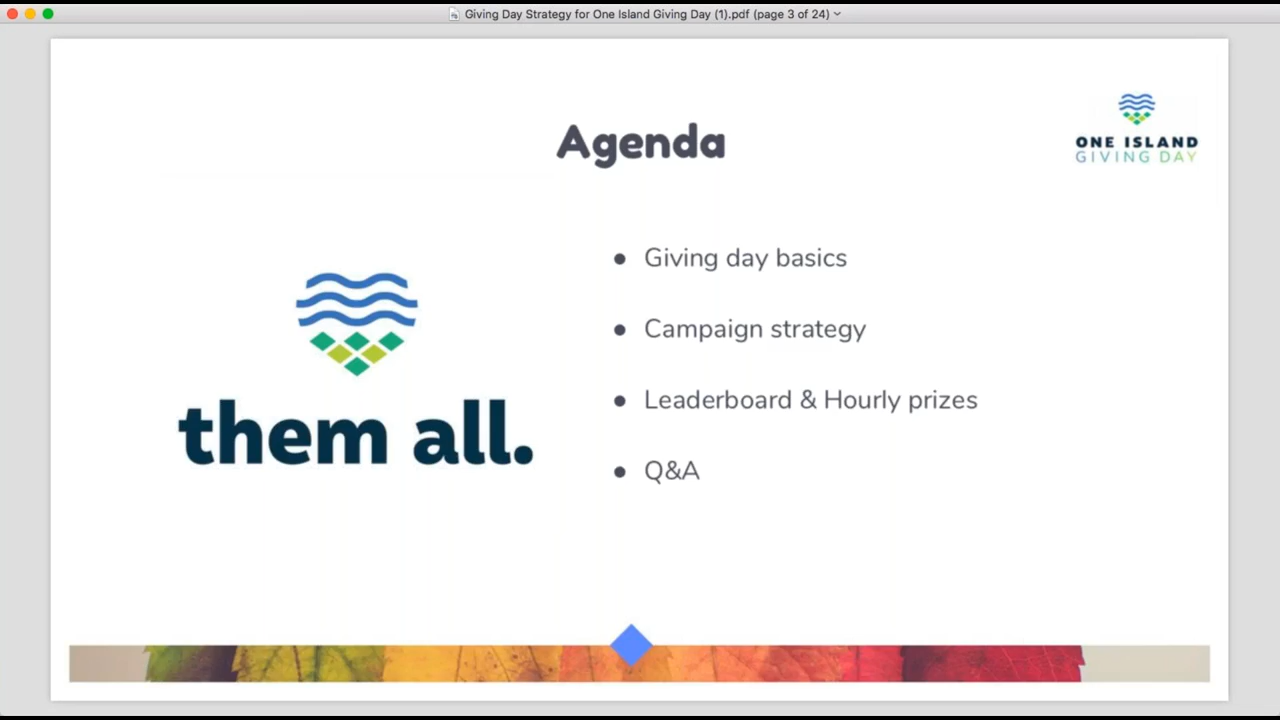 Giving Day Strategy for One Island Giving Day (1).pdf (page 3 of 24)
Agenda
ONE ISLAND
GIVING DAY
them all.
● Giving day basics
● Campaign strategy
● Leaderboard & Hourly prizes
● Q&A